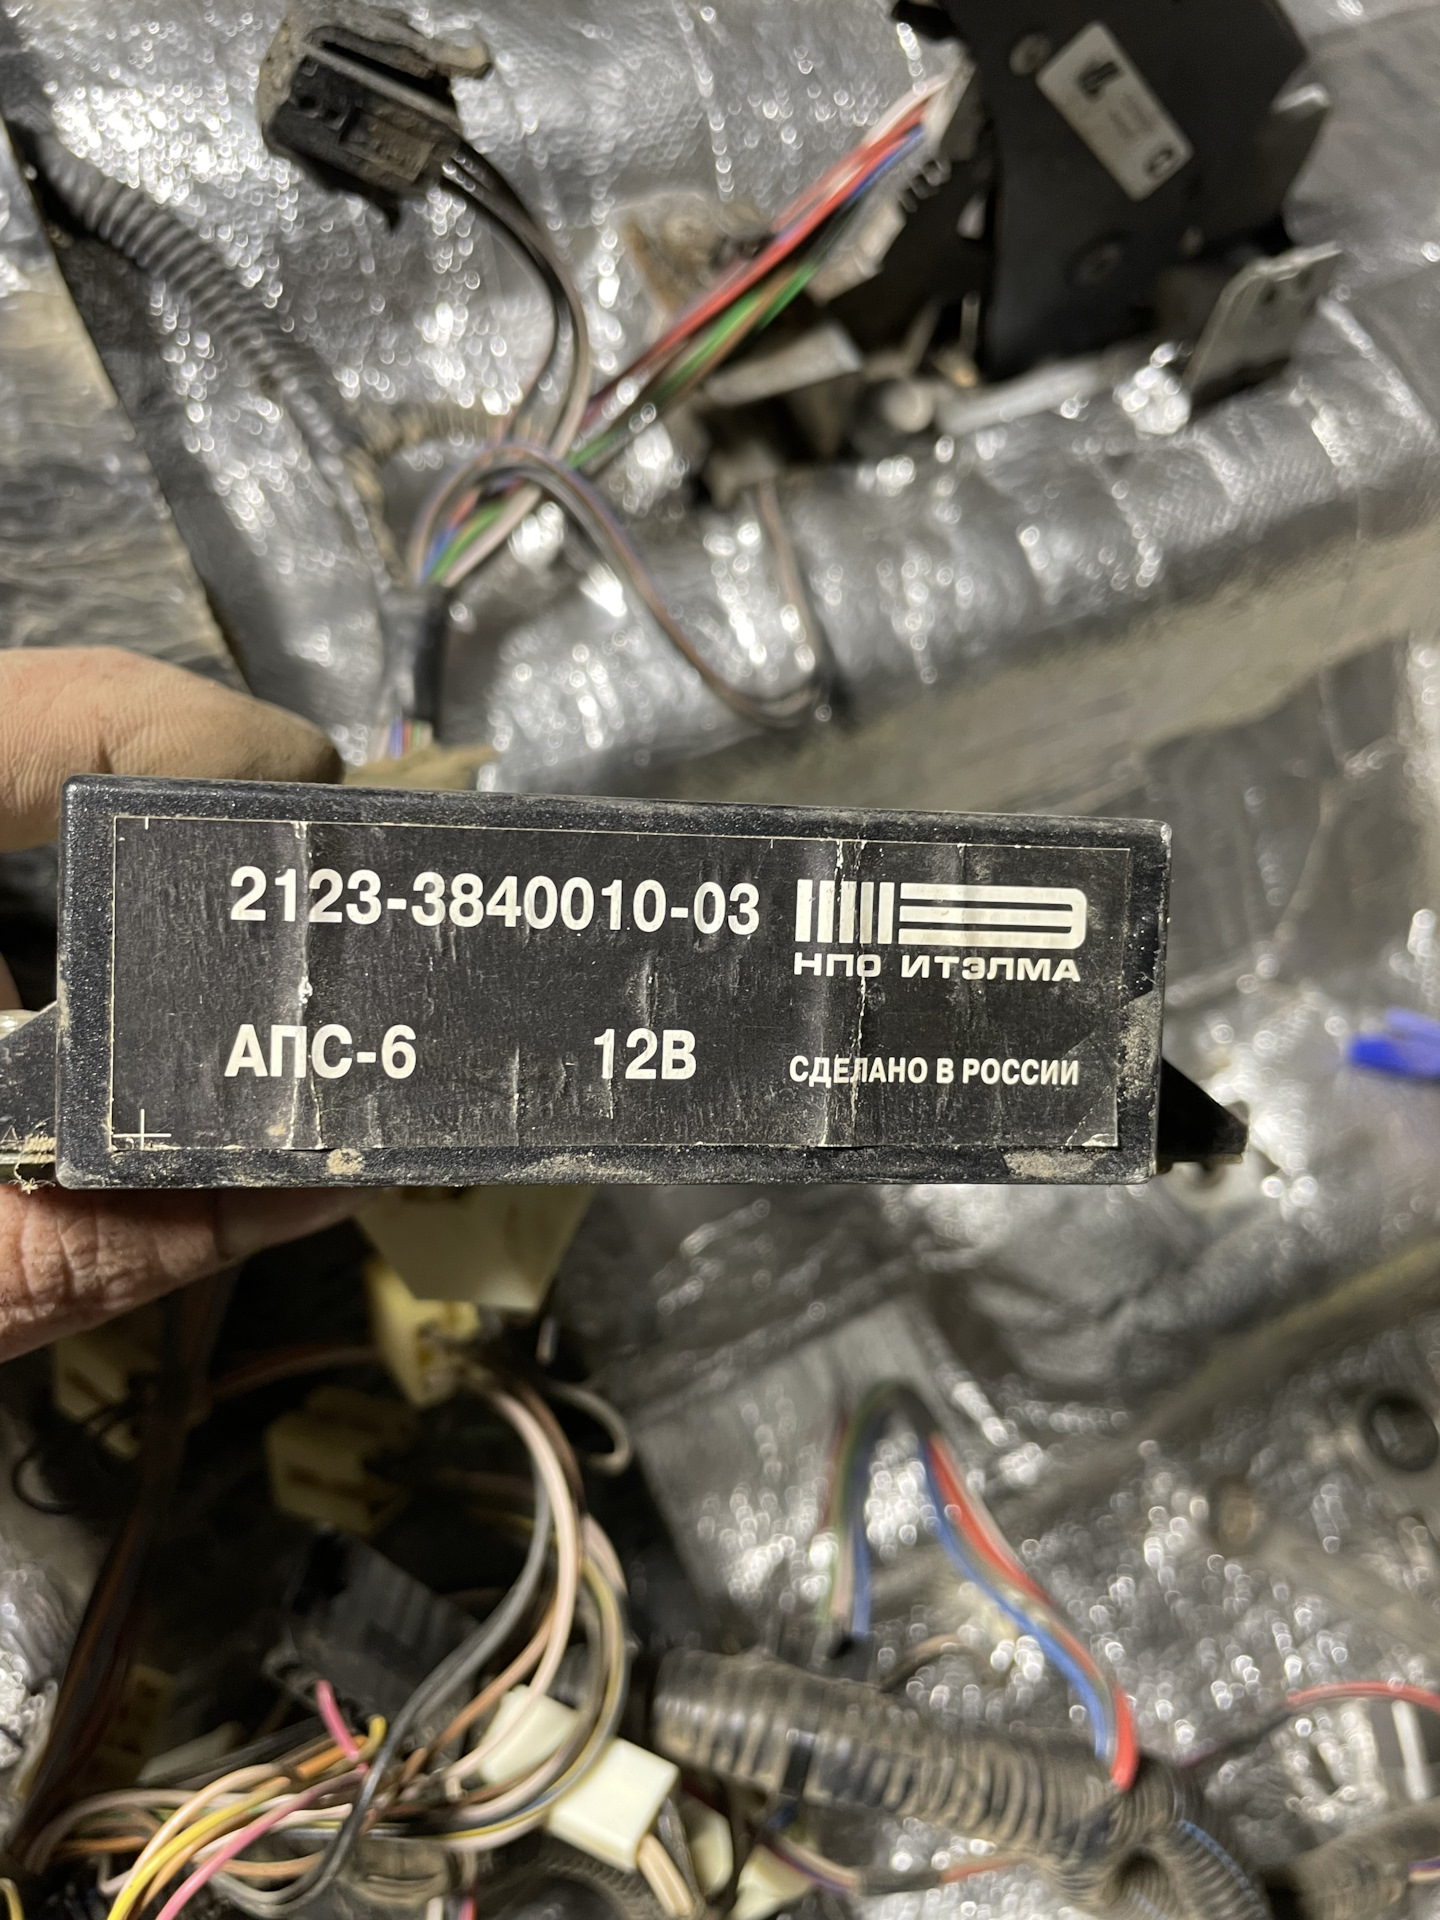 2123-3840010-03
НПО ИТЭЛМА
АПС-6 12В СДЕЛАНО В РОССИИ